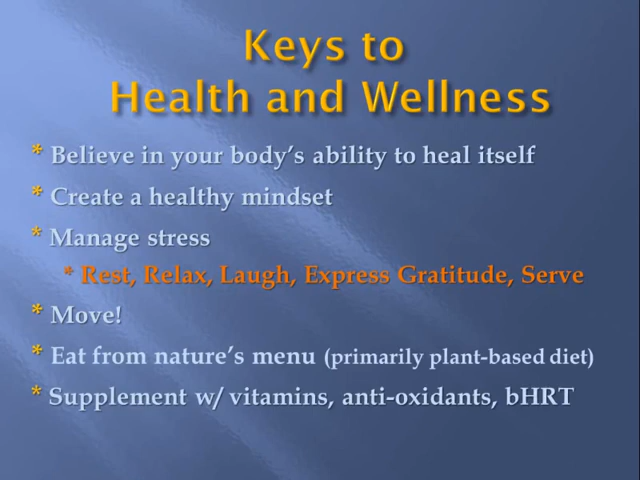 Keys to
Health and Wellness
* Believe in your body's ability to heal itself
* Create a healthy mindset
* Manage stress
* Rest, Relax, Laugh, Express Gratitude, Serve
* Move!
* Eat from nature's menu (primarily plant-based diet)
* Supplement w/ vitamins, anti-oxidants, bHRT